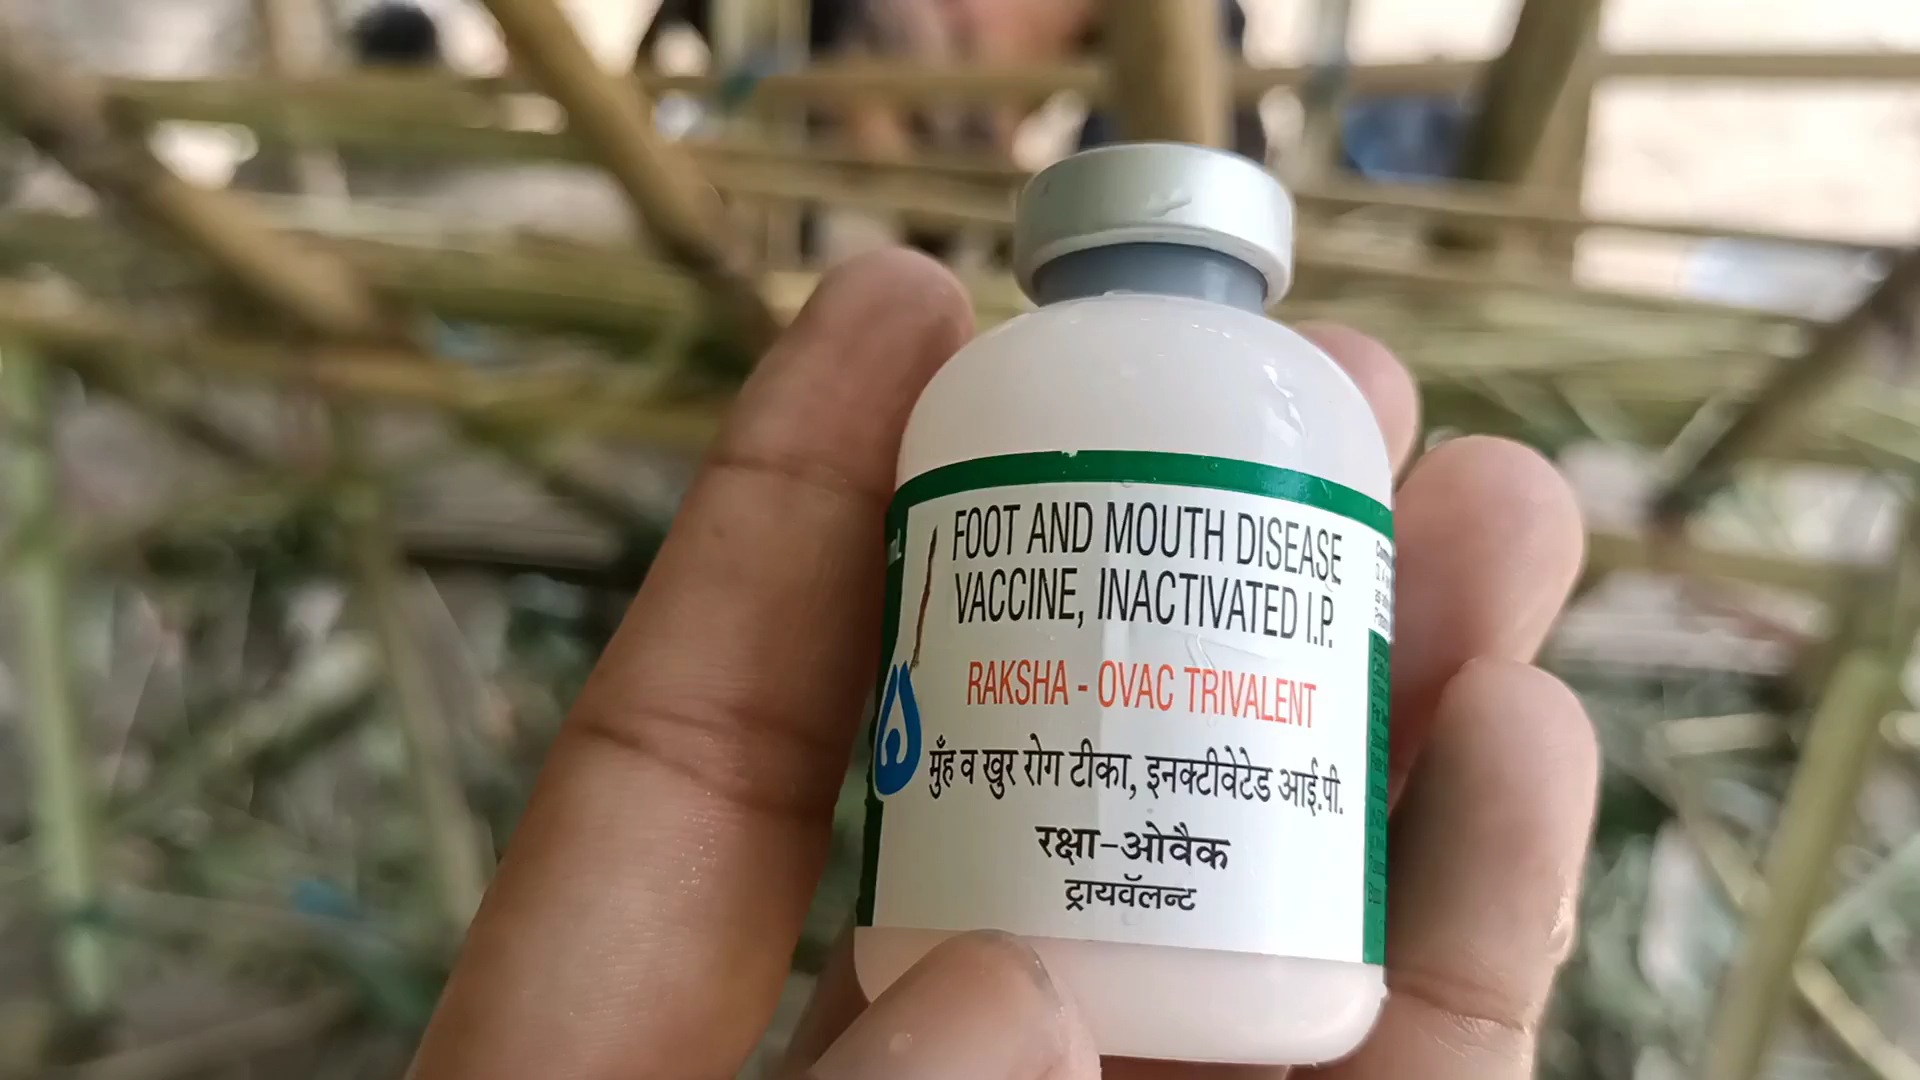 FOOT AND MOUTH DISEASE
VACCINE, INACTIVATED I.P.
RAKSHA - OVAC TRIVALENT
मुँह व खुर रोग टीका, इनक्टीवेटेड आई.पी.
रक्षा-ओवैक
ट्रायवॅलन्ट